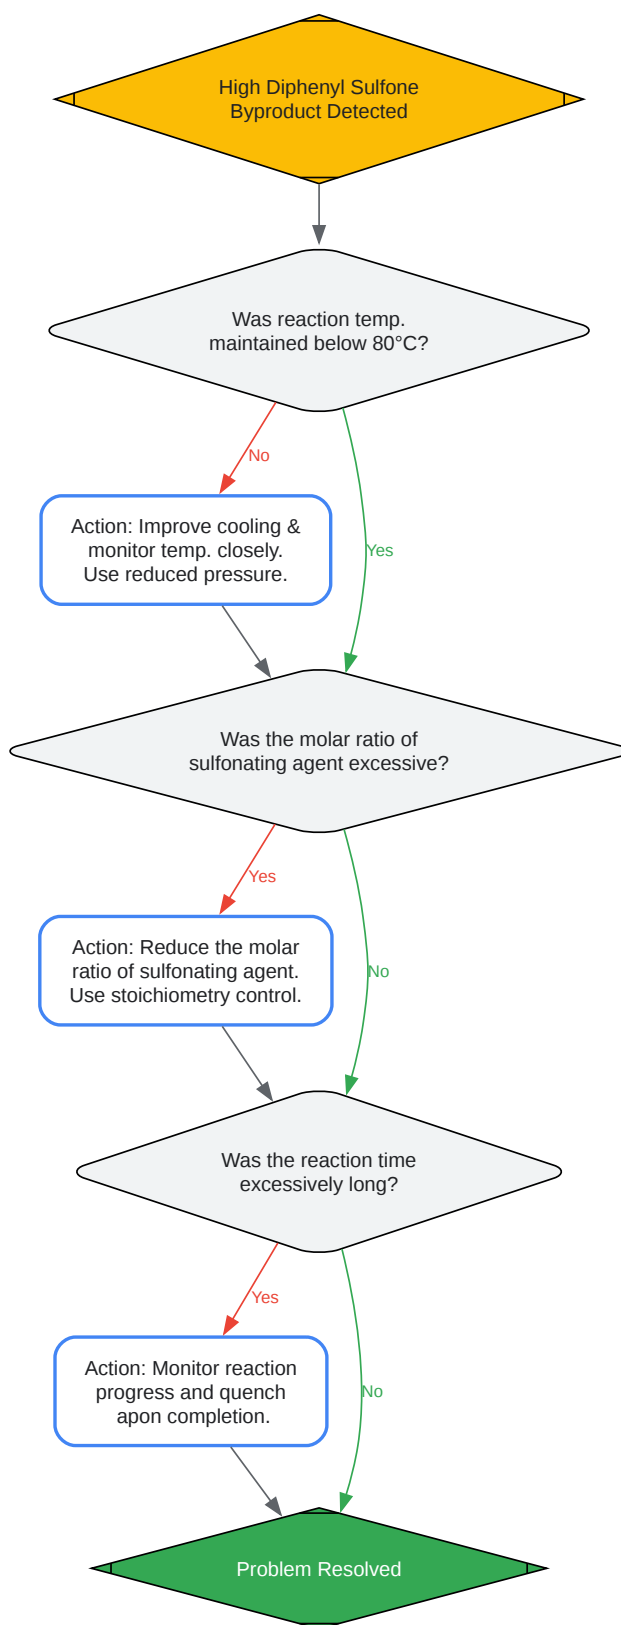 High Diphenyl Sulfone
Byproduct Detected
Was reaction temp.
maintained below 80°C?
No
Action: Improve cooling &
monitor temp. closely.
Use reduced pressure.
Yes
Was the molar ratio of
sulfonating agent excessive?
Yes
Action: Reduce the molar
ratio of sulfonating agent.
Use stoichiometry control.
No
Was the reaction time
excessively long?
Yes
Action: Monitor reaction
progress and quench
apon completion.
No
Problem Resolved